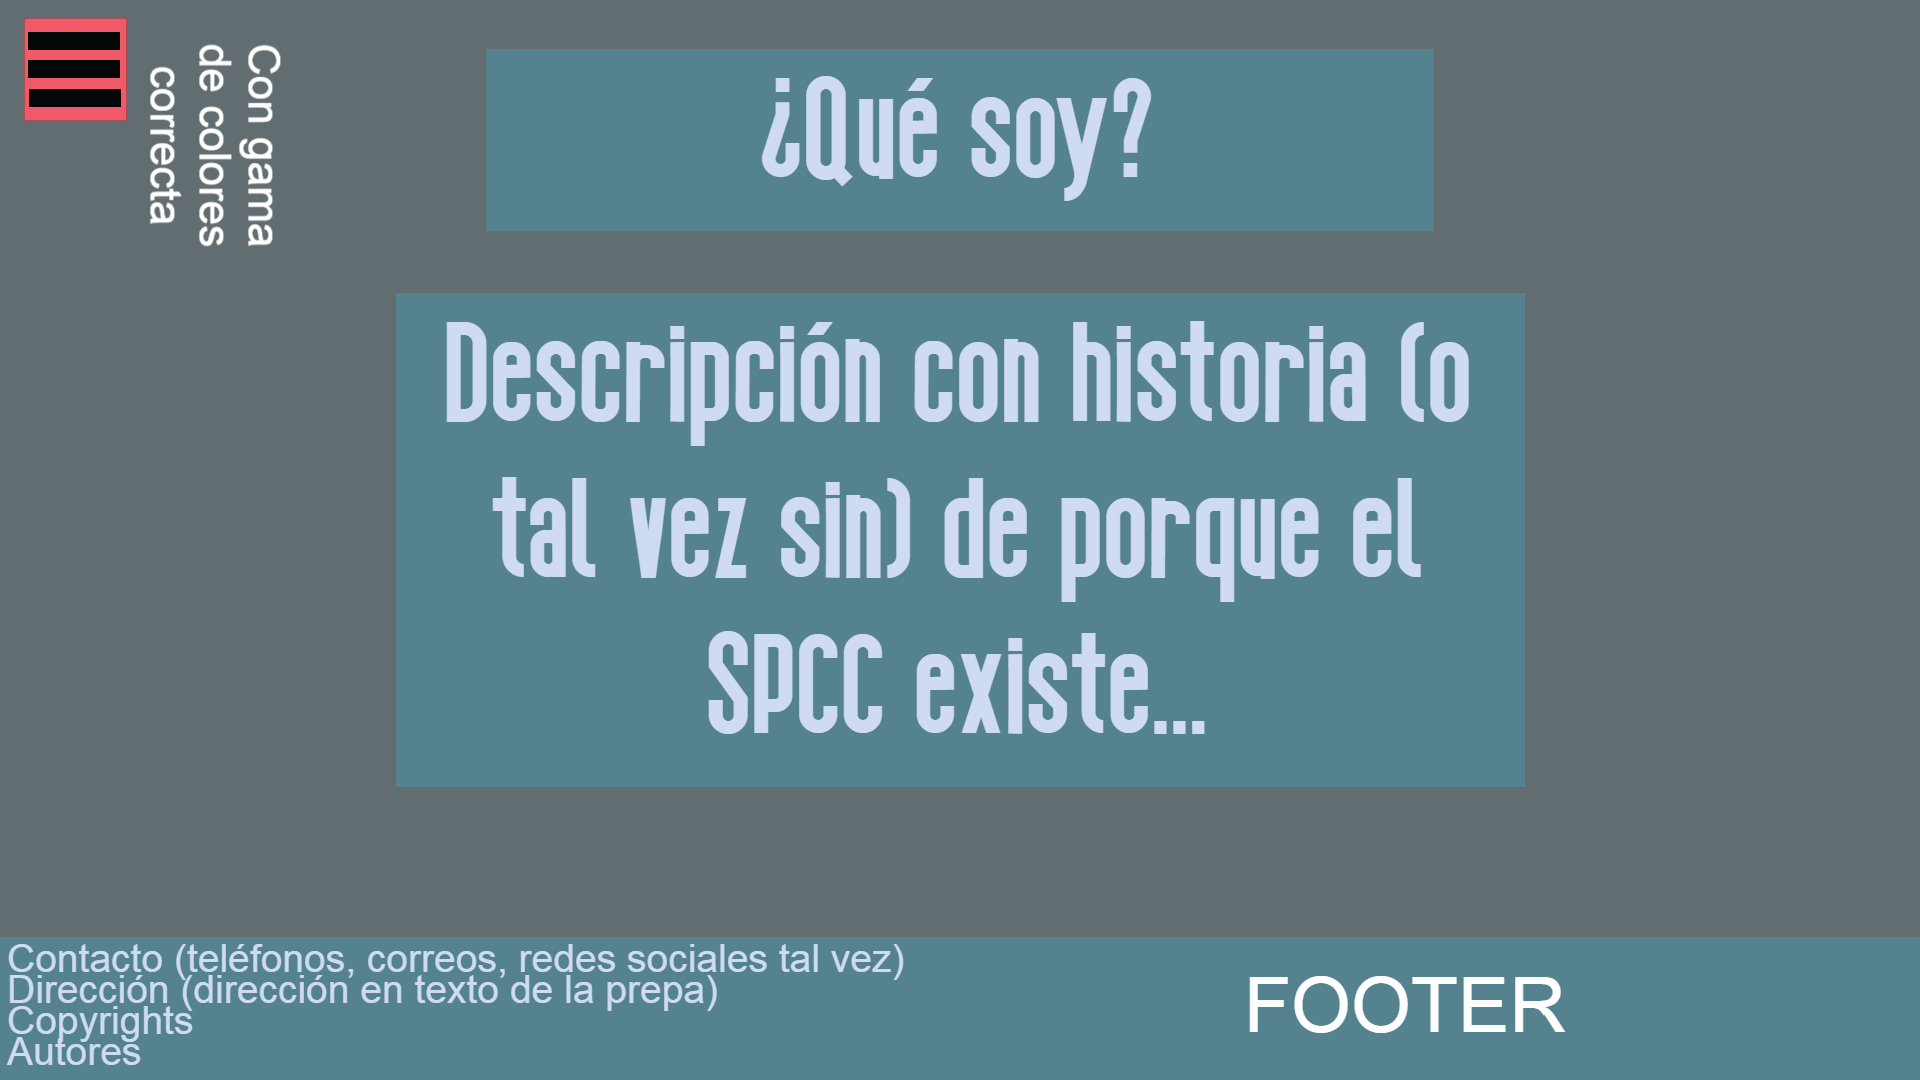 Con gama
de colores
correcta
¿Qué soy?
Descripción con historia (o
tal vez sin) de porque el
SPCC existe...
Contacto (teléfonos, correos, redes sociales tal vez)
Dirección (dirección en texto de la prepa)
Copyrights
Autores
FOOTER